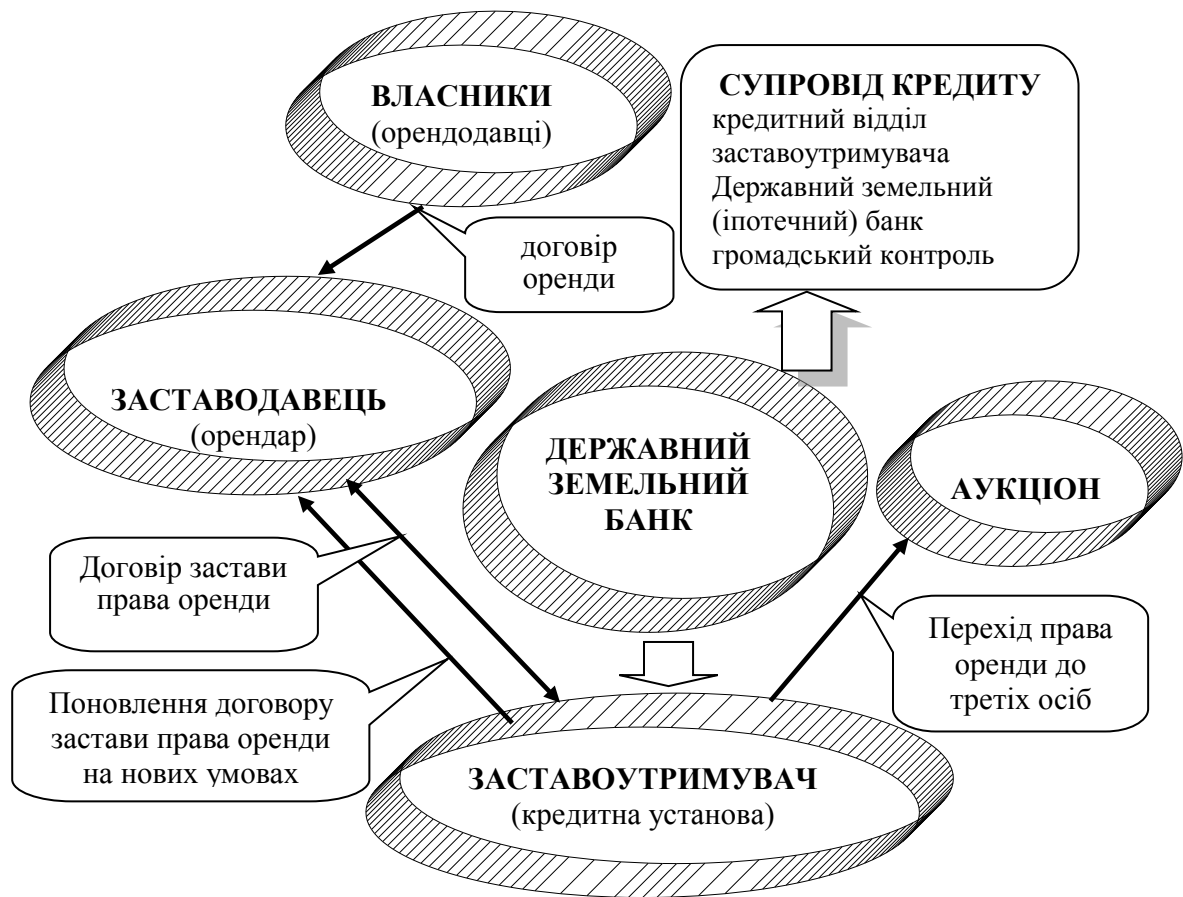 ВЛАСНИКИ
(орендодавці)
СУПРОВІД КРЕДИТУ
кредитний відділ
заставоутримувача
Державний земельний
(іпотечний) банк
громадський контроль
договір
оренди
ЗАСТАВОДАВЕЦЬ
(орендар)
ДЕРЖАВНИЙ
ЗЕМЕЛЬНИЙ
БАНК
АУКЦІОН
Договір застави
права оренди
Перехід права
оренди до
третіх осіб
Поновлення договору
застави права оренди
на нових умовах
ЗАСТАВОУТРИМУВАЧ
(кредитна установа)